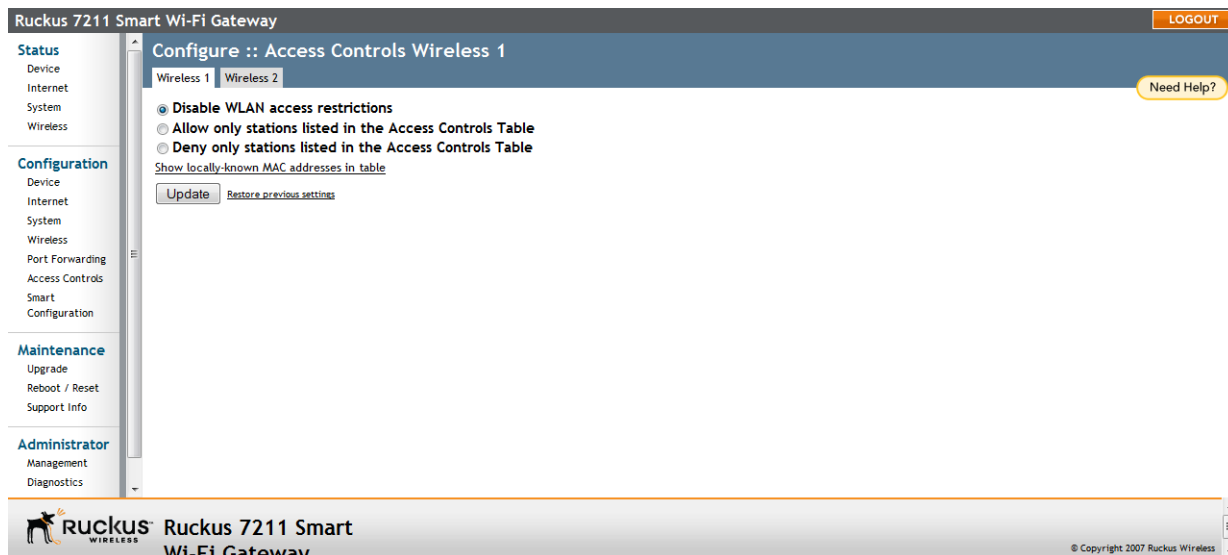 Ruckus 7211 Smart Wi-Fi Gateway
LOGOUT
Status
Device
Internet
System
Wireless
Configuration
Device
Internet
System
Wireless
Port Forwarding
Access Controls
Smart
Configuration
Maintenance
Upgrade
Reboot / Reset
Support Info
Administrator
Management
Diagnostics
Configure :: Access Controls Wireless 1
Wireless 1
Wireless 2
Need Help?
Disable WLAN access restrictions
Allow only stations listed in the Access Controls Table
Deny only stations listed in the Access Controls Table
Show locally-known MAC addresses in table
Update
Restore previous settings
Ruckus
WIRELESS
Ruckus 7211 Smart
Wi-Fi Gateway
© Copyright 2007 Ruckus Wireless